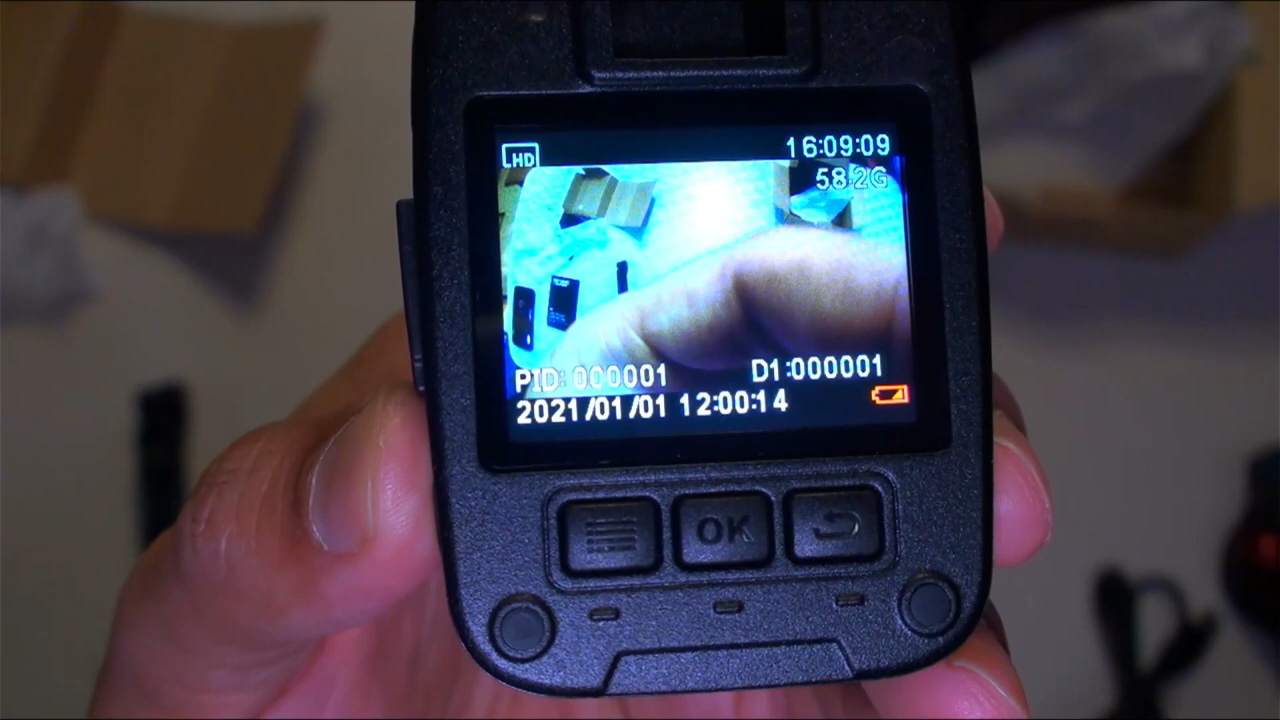 HD
16:09:09
58.2G
PID: 000001
D1:000001
2021/01/01 12:00:14
OK